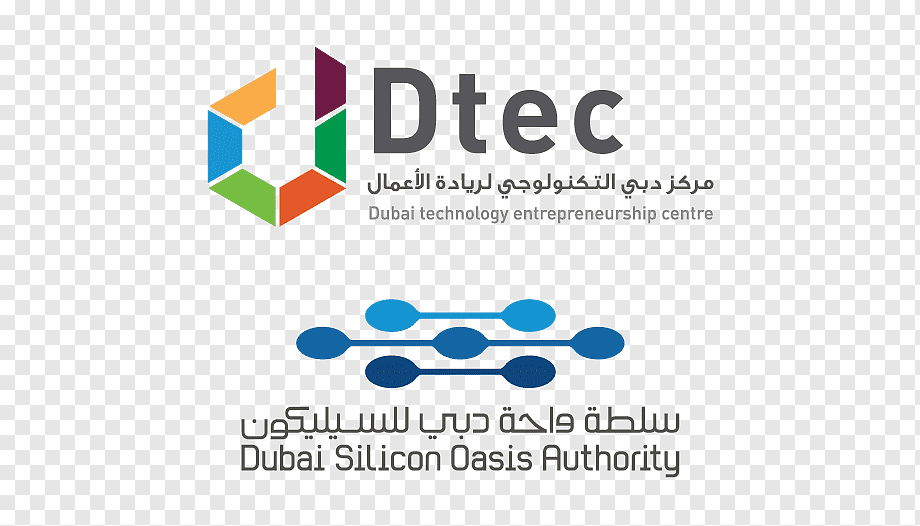 Dtec
مركز دبي التكنولوجي لريادة الأعمال
Dubai technology entrepreneurship centre
سلطة واحة دبي للسيليكون
Dubai Silicon Oasis Authority